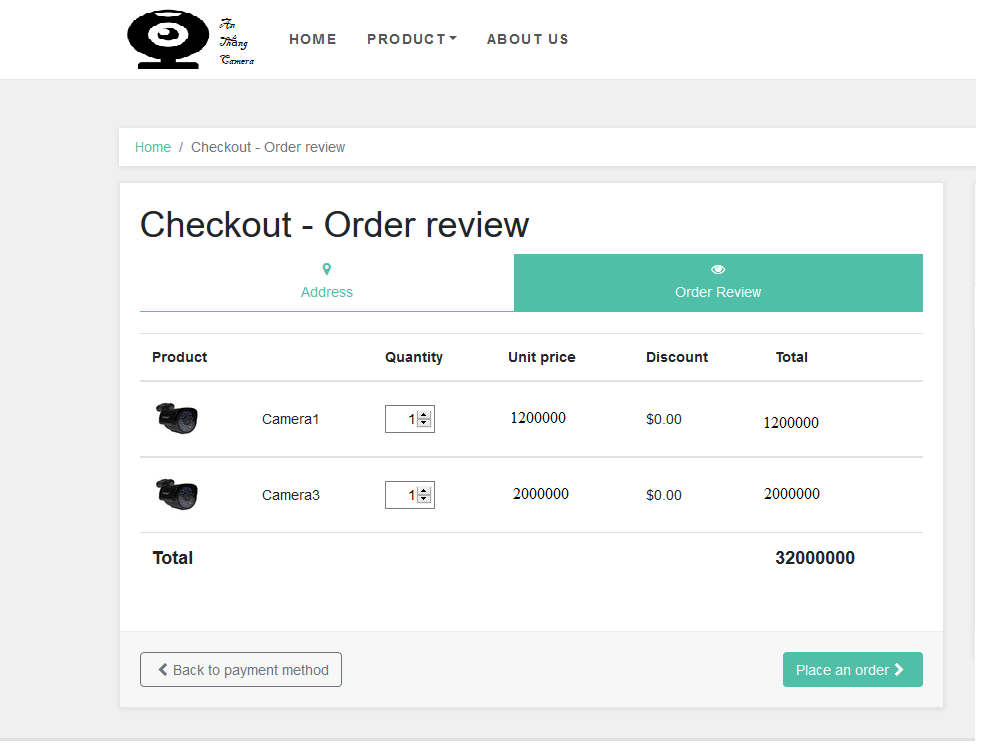 An
Thắng
Camera
HOME
PRODUCT
ABOUT US
Home / Checkout - Order review
Checkout - Order review
Address
Order Review
Product Quantity Unit price Discount Total
Camera1 1 1200000 $0.00 1200000
Camera3 1 2000000 $0.00 2000000
Total 32000000
Back to payment method
Place an order